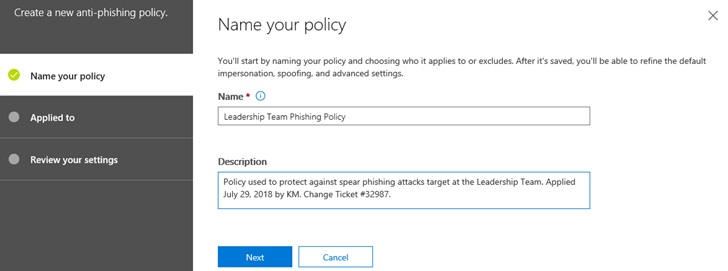 Create a new anti-phishing policy.
Name your policy
Applied to
Review your settings
Name your policy
You'll start by naming your policy and choosing who it applies to or excludes. After it's saved, you'll be able to refine the default
impersonation, spoofing, and advanced settings.
Name *
Leadership Team Phishing Policy
Description
Policy used to protect against spear phishing attacks target at the Leadership Team. Applied
July 29, 2018 by KM. Change Ticket #32987.
Next Cancel